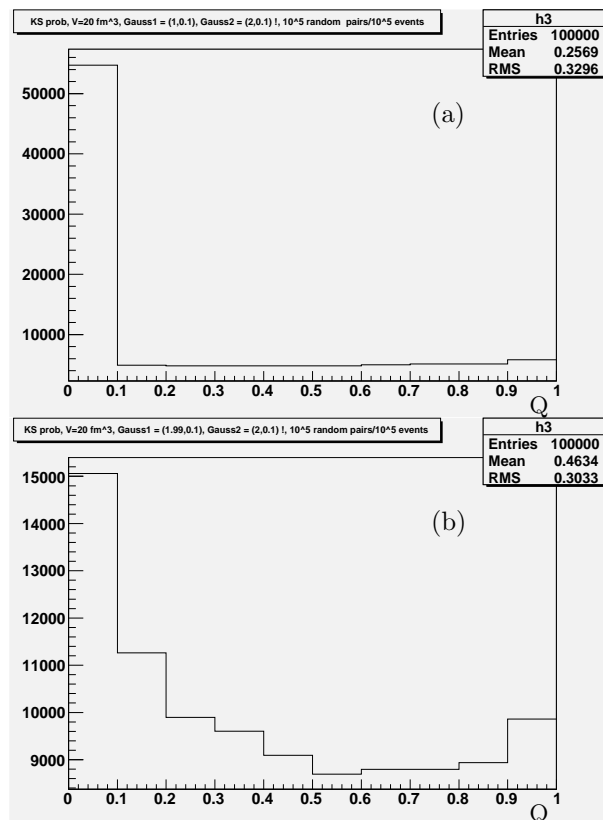 KS prob, V=20 fm^3, Gauss1 = (1,0.1), Gauss2 = (2,0.1) !, 10^5 random pairs/10^5 events
h3
Entries 100000
Mean 0.2569
RMS 0.3296
(a)
50000
40000
30000
20000
10000
0 0.1 0.2 0.3 0.4 0.5 0.6 0.7 0.8 0.9 1
Q
KS prob, V=20 fm^3, Gauss1 = (1.99,0.1), Gauss2 = (2,0.1) !, 10^5 random pairs/10^5 events
h3
Entries 100000
Mean 0.4634
RMS 0.3033
(b)
15000
14000
13000
12000
11000
10000
9000
0 0.1 0.2 0.3 0.4 0.5 0.6 0.7 0.8 0.9 1
Q